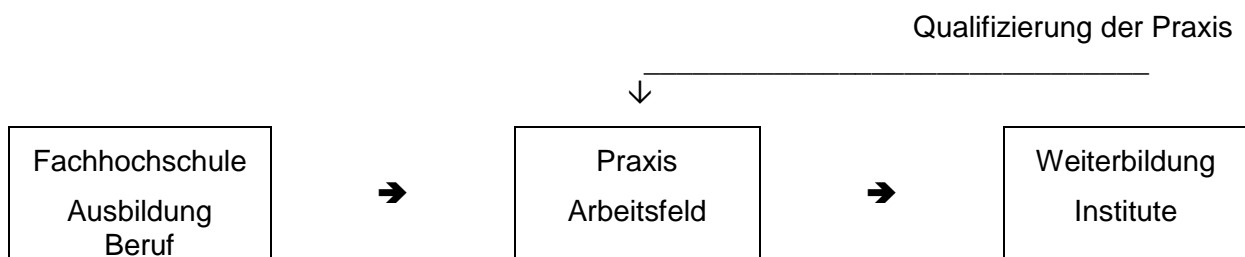 Qualifizierung der Praxis
Fachhochschule
Ausbildung
Beruf
Praxis
Arbeitsfeld
Weiterbildung
Institute